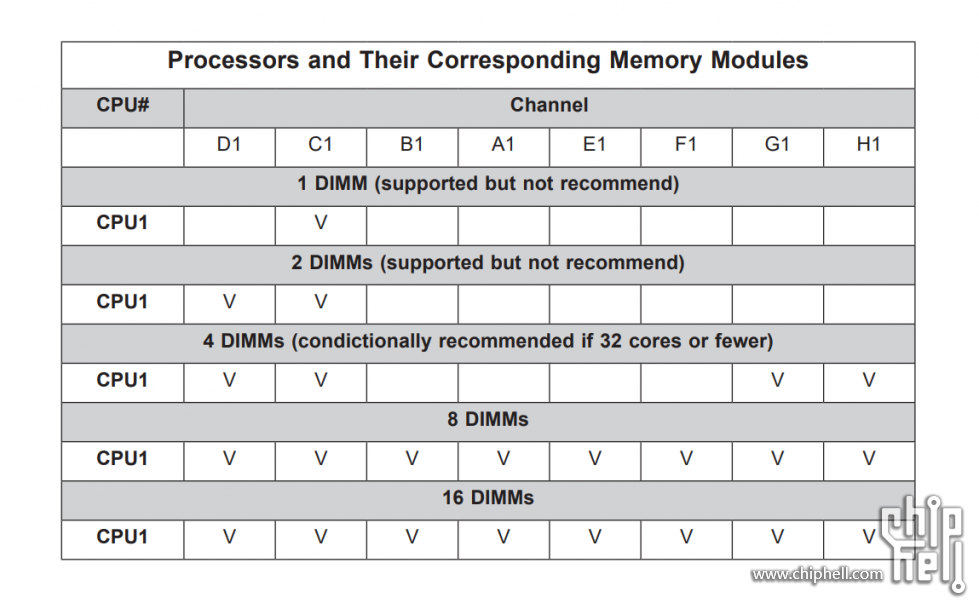 Processors and Their Corresponding Memory Modules
CPU# Channel
D1 C1 B1 A1 E1 F1 G1 H1
1 DIMM (supported but not recommend)
CPU1 V
2 DIMMs (supported but not recommend)
CPU1 V V
4 DIMMs (condictionally recommended if 32 cores or fewer)
CPU1 V V V V
8 DIMMs
CPU1 V V V V V V V V
16 DIMMs
CPU1 V V V V V V V V
chip
hell
www.chiphell.com